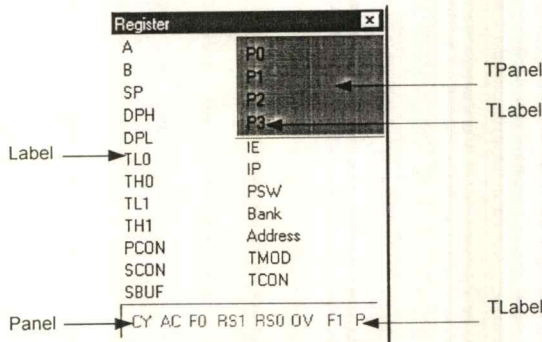 Register
A
B
SP
DPH
DPL
TL0
TH0
TL1
TH1
PCON
SCON
SBUF
P0
P1
P2
P3
IE
IP
PSW
Bank
Address
TMOD
TCON
CY AC F0 RS1 RS0 OV F1 P
Label
Panel
TPanel
TLabel
TLabel